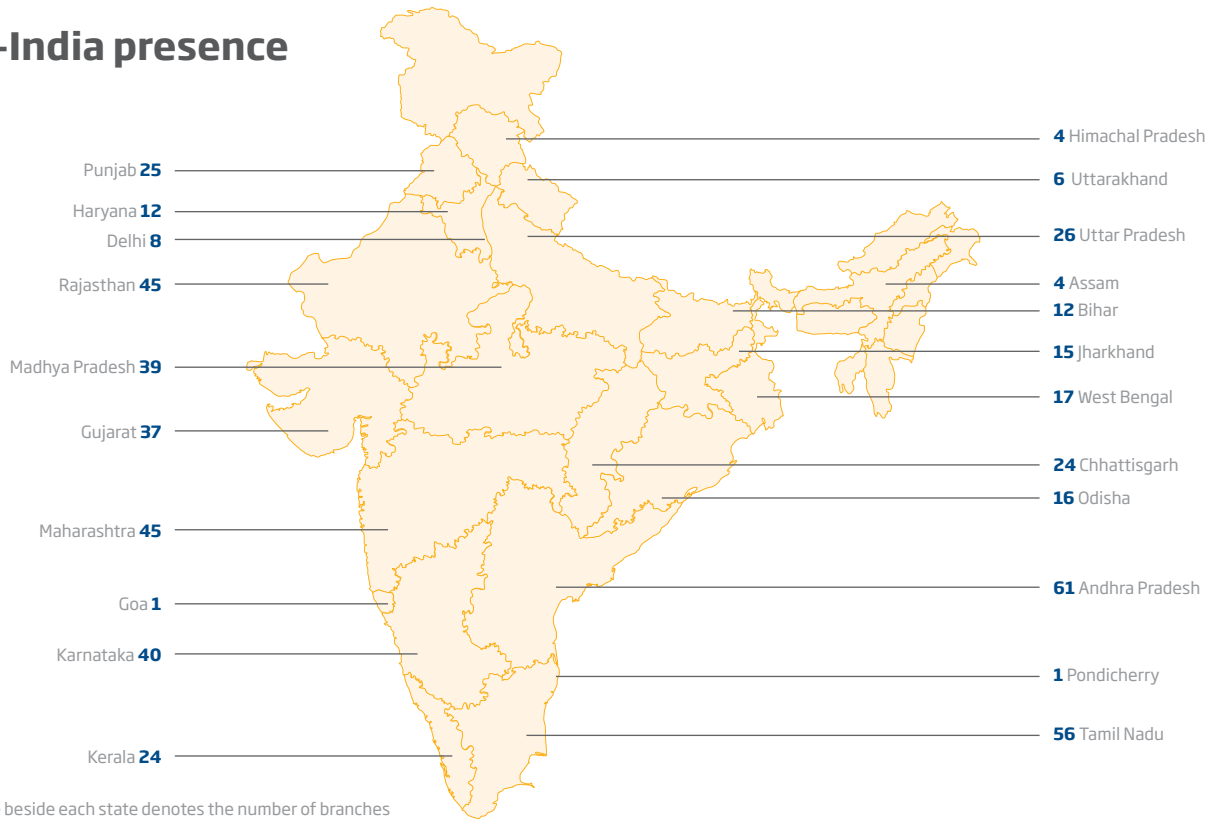 -India presence
Punjab 25
Haryana 12
Delhi 8
Rajasthan 45
Madhya Pradesh 39
Gujarat 37
Maharashtra 45
Goa 1
Karnataka 40
Kerala 24
4 Himachal Pradesh
6 Uttarakhand
26 Uttar Pradesh
4 Assam
12 Bihar
15 Jharkhand
17 West Bengal
24 Chhattisgarh
16 Odisha
61 Andhra Pradesh
1 Pondicherry
56 Tamil Nadu
beside each state denotes the number of branches